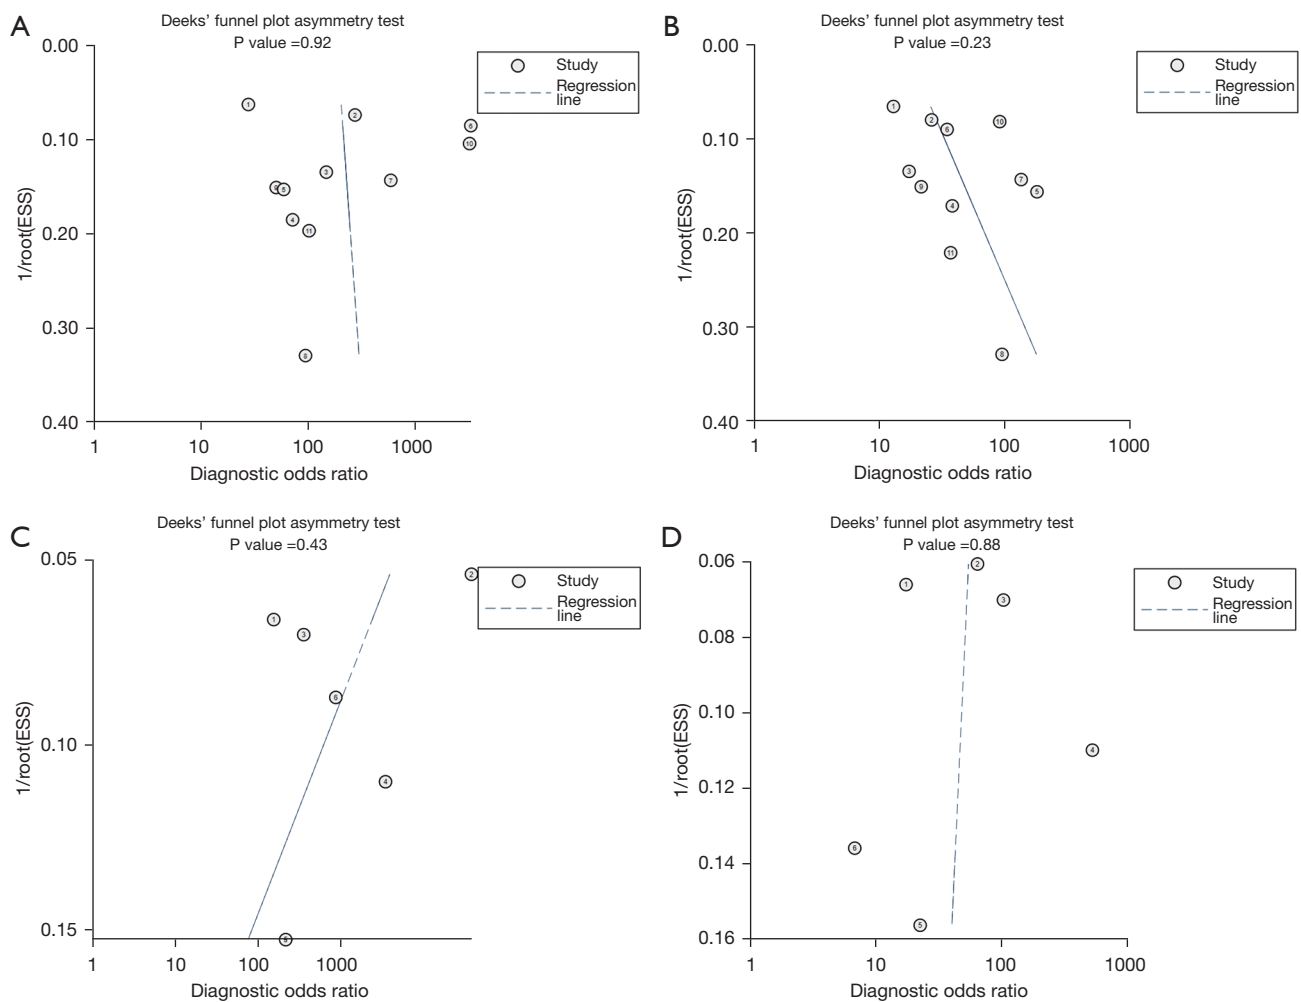 A
Deeks' funnel plot asymmetry test
P value =0.92
Study
Regression
line
0.00
0.10
0.20
0.30
0.40
1/root(ESS)
1
2
6
10
3
7
5
4
11
8
1 10 100 1000
Diagnostic odds ratio
B
Deeks' funnel plot asymmetry test
P value =0.23
Study
Regression
line
0.00
0.10
0.20
0.30
0.40
1/root(ESS)
1
2
6
10
3
9
7
5
4
11
8
1 10 100 1000
Diagnostic odds ratio
C
Deeks' funnel plot asymmetry test
P value =0.43
Study
Regression
line
0.05
0.10
0.15
1/root(ESS)
2
1
3
6
4
1 10 100 1000
Diagnostic odds ratio
D
Deeks' funnel plot asymmetry test
P value =0.88
Study
Regression
line
0.06
0.08
0.10
0.12
0.14
0.16
1/root(ESS)
2
1
3
4
6
5
1 10 100 1000
Diagnostic odds ratio